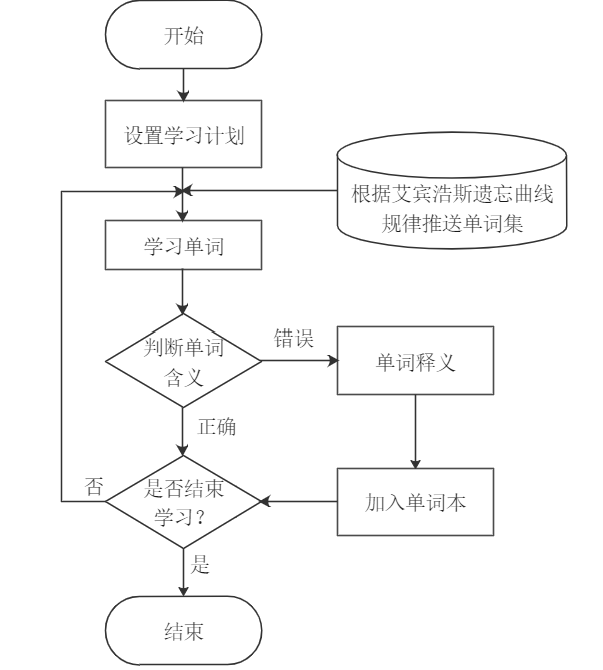 开始
设置学习计划
根据艾宾浩斯遗忘曲线
规律推送单词集
学习单词
判断单词
含义
错误
单词释义
正确
加入单词本
是否结束
学习？
否
是
结束